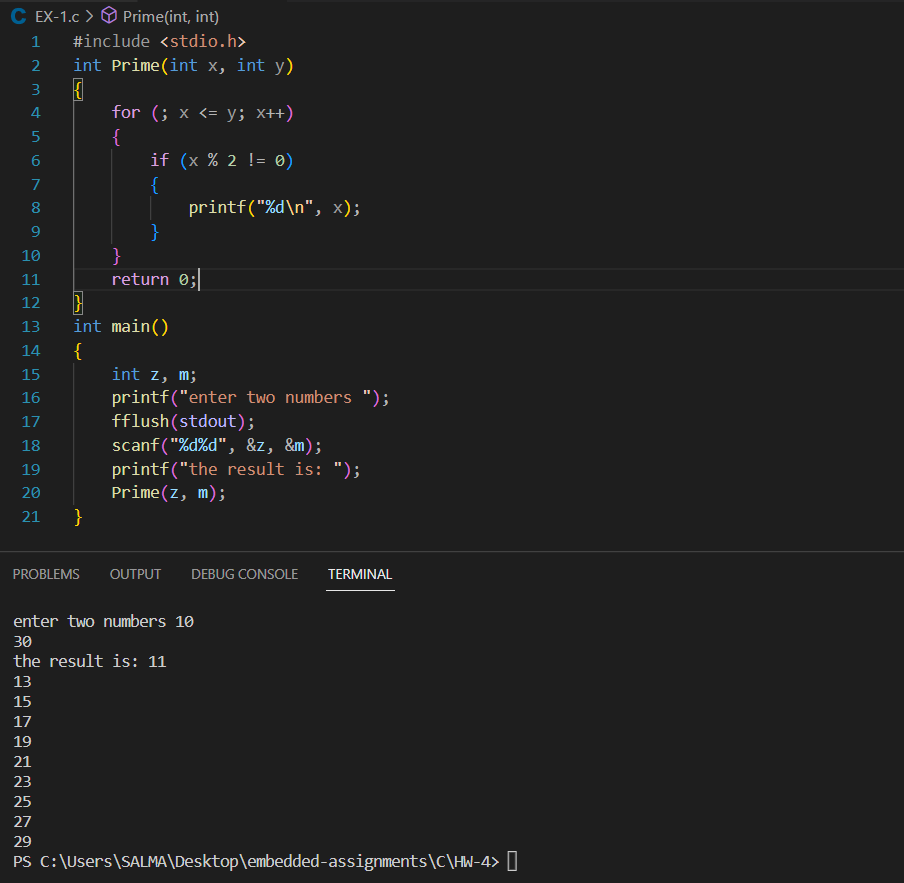 C EX-1.c > Prime(int, int)
1 #include <stdio.h>
2 int Prime(int x, int y)
3 {
4     for (; x <= y; x++)
5     {
6         if (x % 2 != 0)
7         {
8             printf("%d\n", x);
9         }
10     }
11     return 0;
12 }
13 int main()
14 {
15     int z, m;
16     printf("enter two numbers ");
17     fflush(stdout);
18     scanf("%d%d", &z, &m);
19     printf("the result is: ");
20     Prime(z, m);
21 }
PROBLEMS OUTPUT DEBUG CONSOLE TERMINAL
enter two numbers 10
30
the result is: 11
13
15
17
19
21
23
25
27
29
PS C:\Users\SALMA\Desktop\embedded-assignments\C\HW-4>